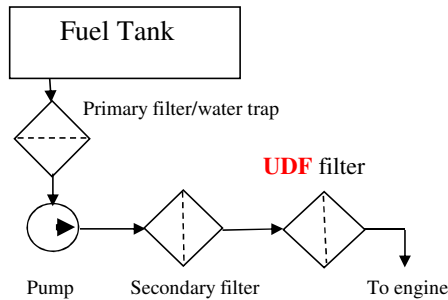 Fuel Tank
Primary filter/water trap
UDF filter
Pump
Secondary filter
To engine